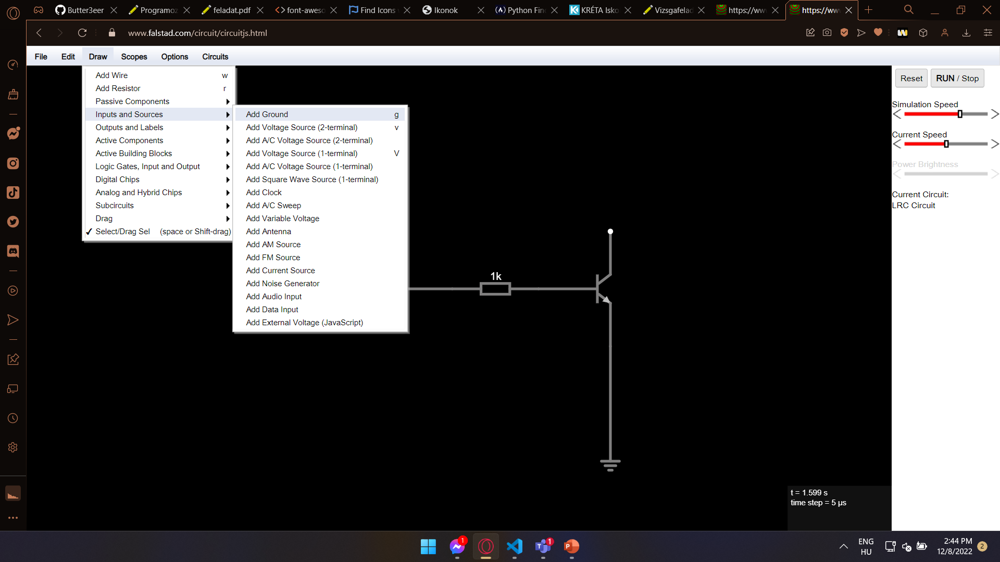 Butter3eer
Programoz
feladat.pdf
font-aweso
Find Icons
Ikonok
Python Fin
KRÉTA Isko
Vizsgafelad
https://ww
https://ww
www.falstad.com/circuit/circuitjs.html
File Edit Draw Scopes Options Circuits
Add Wire w
Add Resistor r
Passive Components
Inputs and Sources
Outputs and Labels
Active Components
Active Building Blocks
Logic Gates, Input and Output
Digital Chips
Analog and Hybrid Chips
Subcircuits
Drag
Select/Drag Sel (space or Shift-drag)
Add Ground g
Add Voltage Source (2-terminal) v
Add A/C Voltage Source (2-terminal)
Add Voltage Source (1-terminal) V
Add A/C Voltage Source (1-terminal)
Add Square Wave Source (1-terminal)
Add Clock
Add A/C Sweep
Add Variable Voltage
Add Antenna
Add AM Source
Add FM Source
Add Current Source
Add Noise Generator
Add Audio Input
Add Data Input
Add External Voltage (JavaScript)
1k
Reset RUN / Stop
Simulation Speed
Current Speed
Power Brightness
Current Circuit:
LRC Circuit
t = 1.599 s
time step = 5 μs
1
1
ENG
HU
2:44 PM
12/8/2022
2